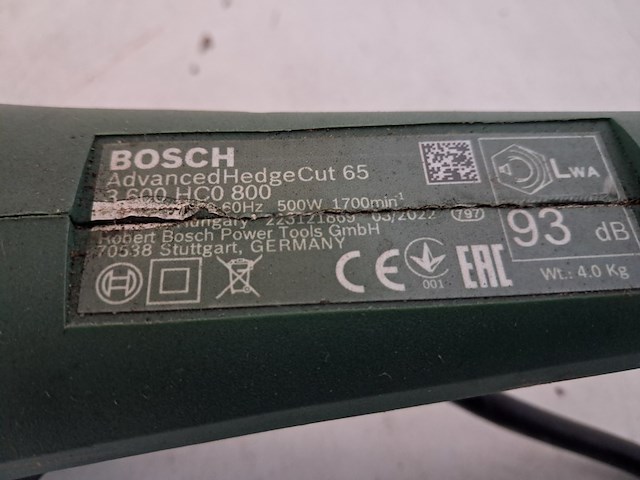 BOSCH
AdvancedHedgeCut 65
3 600 HC0 800
60Hz 500W 1700min⁻¹
Hungary 03/2022 797
Robert Bosch Power Tools GmbH
70538 Stuttgart, GERMANY
CE
001
EAC
LWA
93 dB
Wt.: 4.0 Kg